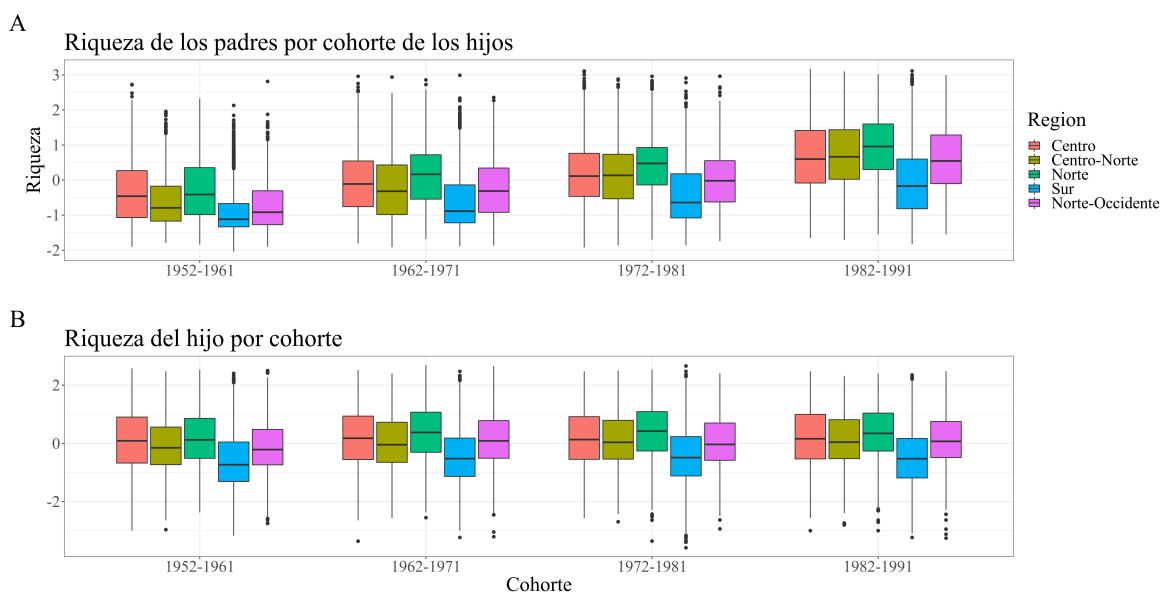 A
Riqueza de los padres por cohorte de los hijos
Riqueza
3
2
1
0
-1
-2
1952-1961
1962-1971
1972-1981
1982-1991
Region
Centro
Centro-Norte
Norte
Sur
Norte-Occidente
B
Riqueza del hijo por cohorte
2
0
-2
1952-1961
1962-1971
1972-1981
1982-1991
Cohorte